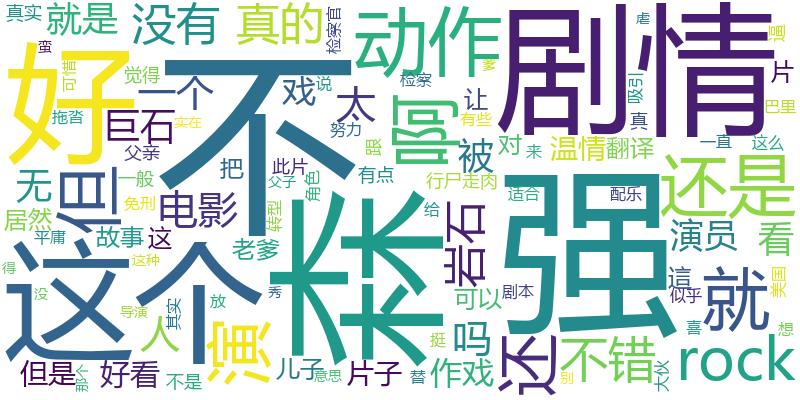 真实 就是 没有 真的 检察官 动作 剧情 虐 逼
蛮 可惜 觉得 一个 戏 说 检察 爹 吸引 片
好 不 太 啊 让 有些 真 巴里
拖沓 巨石 实在 努力 被 对 来 一直 这么
父亲 把 此片 跟 温情 翻译
无 但 一般 电影 父子 角色 有点 行尸走肉 适合 配乐 还是
居然 免刑 转型 给 岩石 强 演员 看
平庸 故事 这 老爹 森 這 美国
这个 这种 可以 剧本 似乎 就
得 没 其实 放 秀 喜 想
导演 人 演 挺 吗 还 不错 rock
但是 那个 好看 不是 儿子 意思 片子 替 作戏 别 大伙